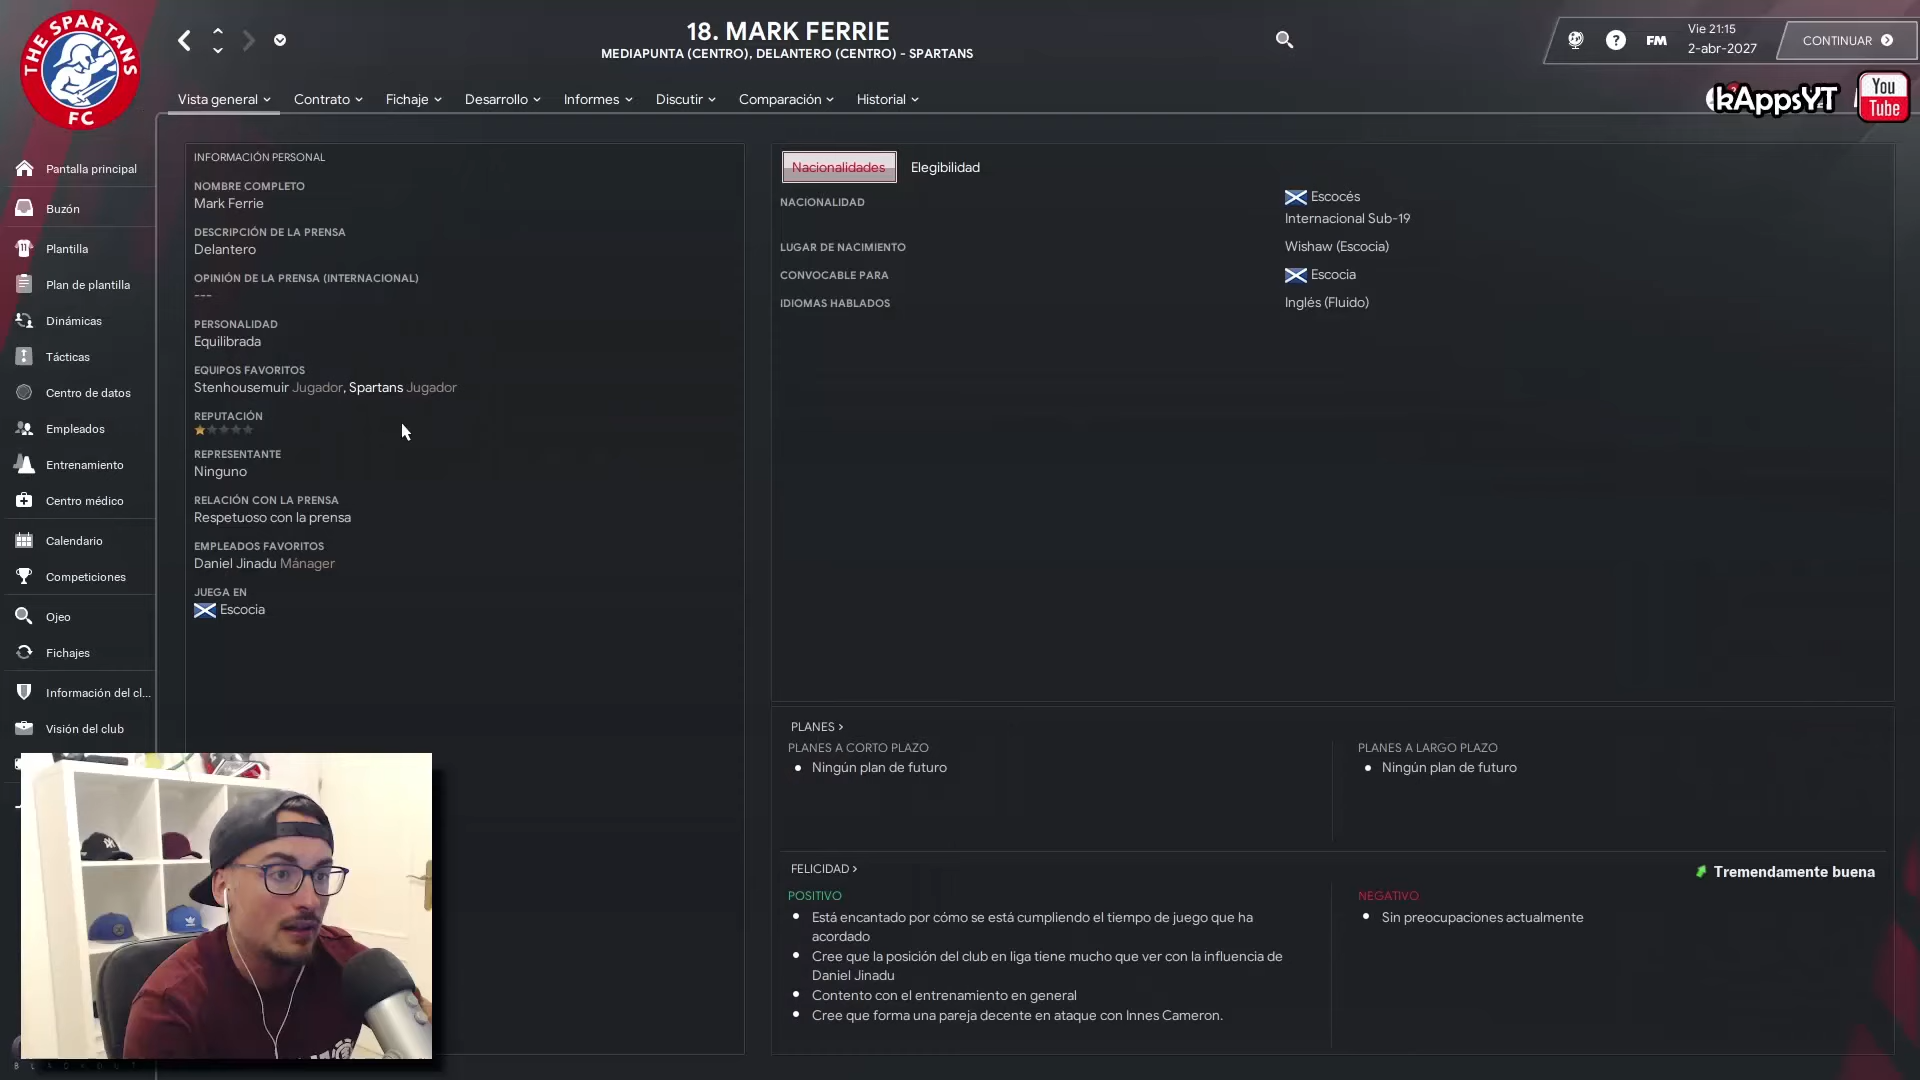 THE SPARTANS
FC
18. MARK FERRIE
MEDIAPUNTA (CENTRO), DELANTERO (CENTRO) - SPARTANS
FM
Vie 21:15
2-abr-2027
CONTINUAR
Vista general
Contrato
Fichaje
Desarrollo
Informes
Discutir
Comparación
Historial
kAppsYT
You
Tube
Pantalla principal
Buzón
Plantilla
Plan de plantilla
Dinámicas
Tácticas
Centro de datos
Empleados
Entrenamiento
Centro médico
Calendario
Competiciones
Ojeo
Fichajes
Información del cl...
Visión del club
INFORMACIÓN PERSONAL
NOMBRE COMPLETO
Mark Ferrie
DESCRIPCIÓN DE LA PRENSA
Delantero
OPINIÓN DE LA PRENSA (INTERNACIONAL)
---
PERSONALIDAD
Equilibrada
EQUIPOS FAVORITOS
Stenhousemuir Jugador, Spartans Jugador
REPUTACIÓN
REPRESENTANTE
Ninguno
RELACIÓN CON LA PRENSA
Respetuoso con la prensa
EMPLEADOS FAVORITOS
Daniel Jinadu Mánager
JUEGA EN
Escocia
Nacionalidades
Elegibilidad
NACIONALIDAD
Escocés
Internacional Sub-19
LUGAR DE NACIMIENTO
Wishaw (Escocia)
CONVOCABLE PARA
Escocia
IDIOMAS HABLADOS
Inglés (Fluido)
PLANES >
PLANES A CORTO PLAZO
• Ningún plan de futuro
PLANES A LARGO PLAZO
• Ningún plan de futuro
FELICIDAD >
Tremendamente buena
POSITIVO
• Está encantado por cómo se está cumpliendo el tiempo de juego que ha
acordado
• Cree que la posición del club en liga tiene mucho que ver con la influencia de
Daniel Jinadu
• Contento con el entrenamiento en general
• Cree que forma una pareja decente en ataque con Innes Cameron.
NEGATIVO
• Sin preocupaciones actualmente